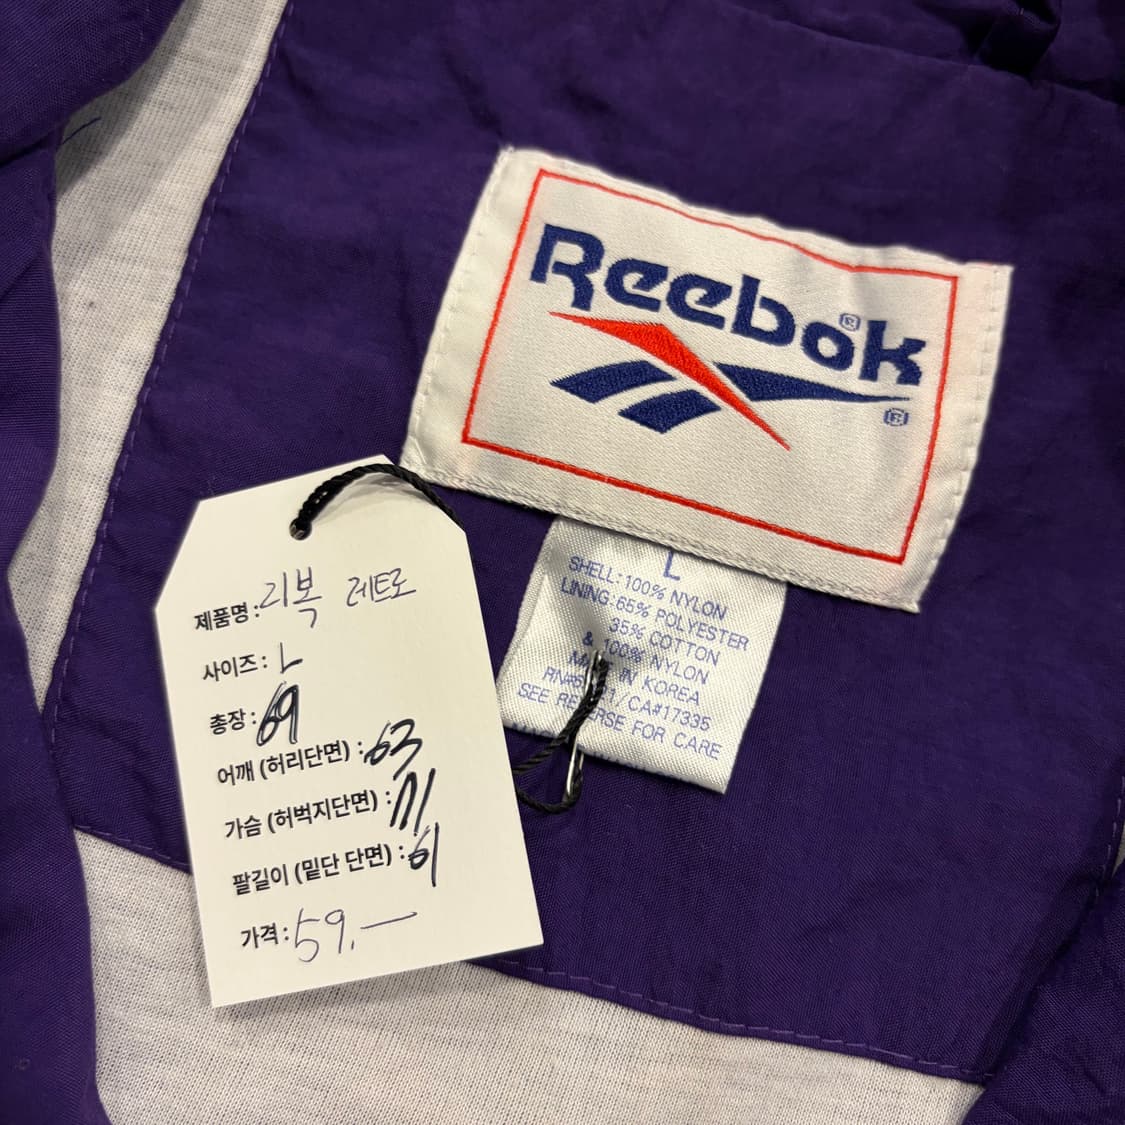 Reebok
L
SHELL: 100% NYLON
LINING: 65% POLYESTER
35% COTTON
& 100% NYLON
IN KOREA
CA#17335
SEE FOR CARE
제품명: 리복 레트로
사이즈: L
총장: 69
어깨 (허리단면) : 63
가슴 (허벅지단면) : 71
팔길이 (밑단 단면) : 61
가격: 59.—